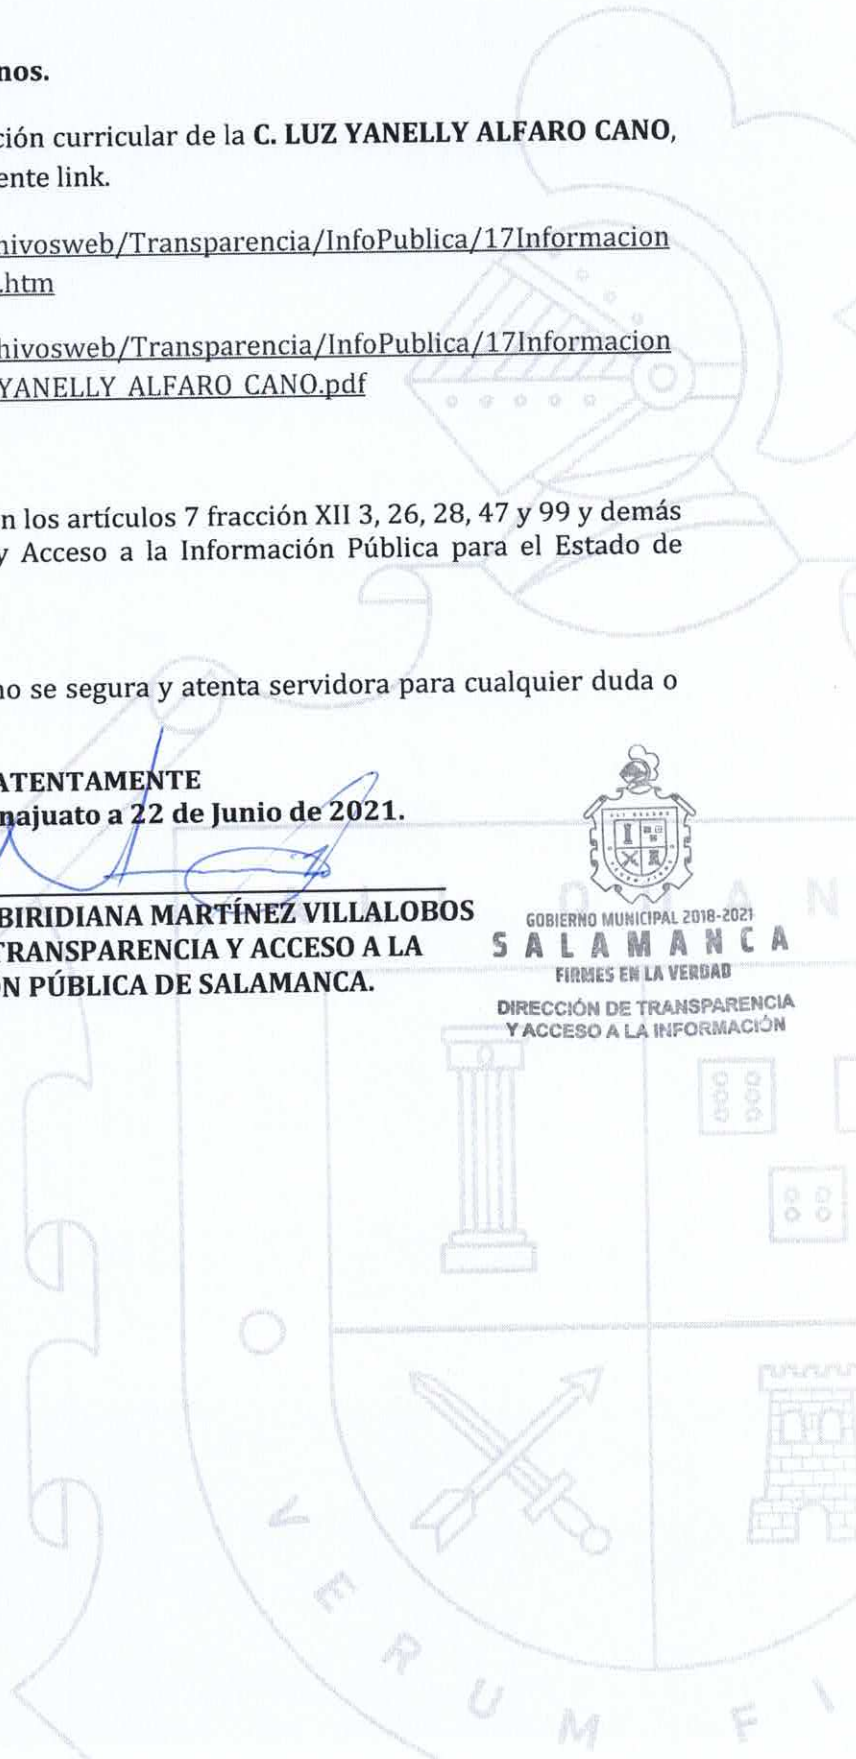 nos.
ción curricular de la C. LUZ YANELLY ALFARO CANO,
ente link.
hivosweb/Transparencia/InfoPublica/17Informacion
.htm
hivosweb/Transparencia/InfoPublica/17Informacion
YANELLY ALFARO CANO.pdf
n los artículos 7 fracción XII 3, 26, 28, 47 y 99 y demás
y Acceso a la Información Pública para el Estado de
no se segura y atenta servidora para cualquier duda o
ATENTAMENTE
najuato a 22 de Junio de 2021.
BIRIDIANA MARTÍNEZ VILLALOBOS
TRANSPARENCIA Y ACCESO A LA
ÓN PÚBLICA DE SALAMANCA.
GOBIERNO MUNICIPAL 2018-2021
SALAMANCA
FIRMES EN LA VERDAD
DIRECCIÓN DE TRANSPARENCIA
Y ACCESO A LA INFORMACIÓN
VERUM FI